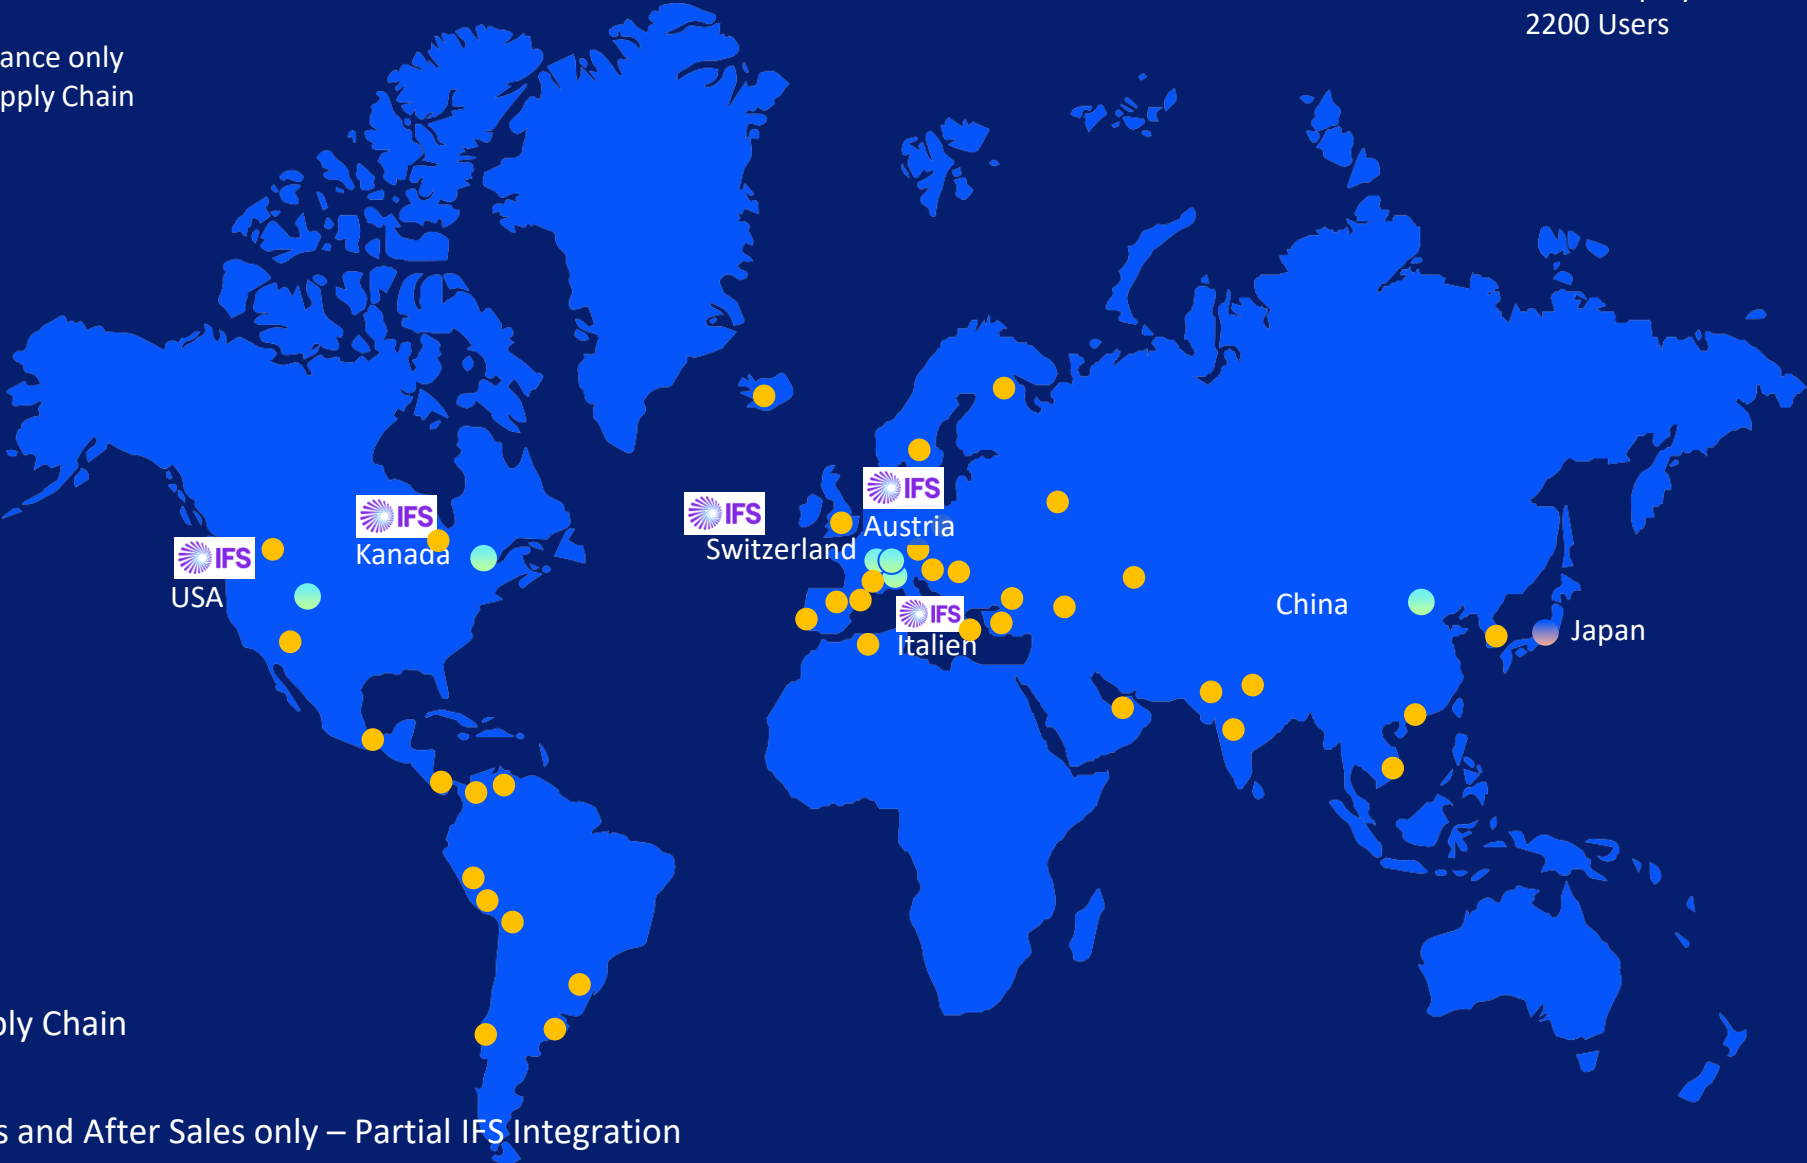 2200 Users
ance only
pply Chain
IFS
Austria
IFS
Switzerland
IFS
Kanada
IFS
USA
China
IFS
Italien
Japan
ply Chain
s and After Sales only – Partial IFS Integration